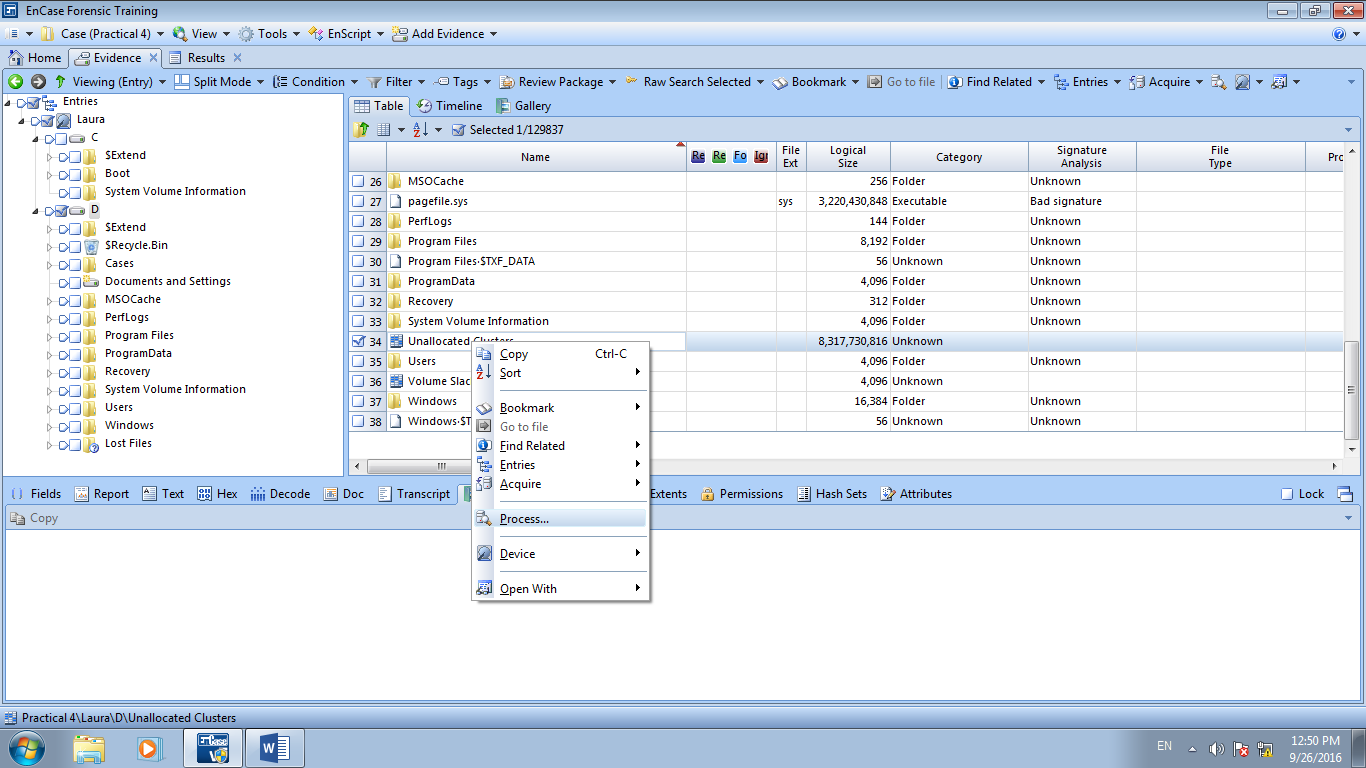 EnCase Forensic Training
Case (Practical 4) View Tools EnScript Add Evidence
Home Evidence Results
Viewing (Entry) Split Mode Condition Filter Tags Review Package Raw Search Selected Bookmark Go to file Find Related Entries Acquire
Entries
Laura
C
$Extend
Boot
System Volume Information
D
$Extend
$Recycle.Bin
Cases
Documents and Settings
MSOCache
PerfLogs
Program Files
ProgramData
Recovery
System Volume Information
Users
Windows
Lost Files
Table Timeline Gallery
Selected 1/129837
Name Re Re Fo Ign File Ext Logical Size Category Signature Analysis File Type Pro
26 MSOCache 256 Folder Unknown
27 pagefile.sys sys 3,220,430,848 Executable Bad signature
28 PerfLogs 144 Folder Unknown
29 Program Files 8,192 Folder Unknown
30 Program Files·$TXF_DATA 56 Unknown Unknown
31 ProgramData 4,096 Folder Unknown
32 Recovery 312 Folder Unknown
33 System Volume Information 4,096 Folder Unknown
34 Unallocated Clusters 8,317,730,816 Unknown
35 Users 4,096 Folder Unknown
36 Volume Slac 4,096 Unknown
37 Windows 16,384 Folder Unknown
38 Windows·$T 56 Unknown Unknown
Copy Ctrl-C
Sort
Bookmark
Go to file
Find Related
Entries
Acquire
Process...
Device
Open With
Fields Report Text Hex Decode Doc Transcript Extents Permissions Hash Sets Attributes Lock
Copy
Practical 4\Laura\D\Unallocated Clusters
EnCase
EN
12:50 PM
9/26/2016